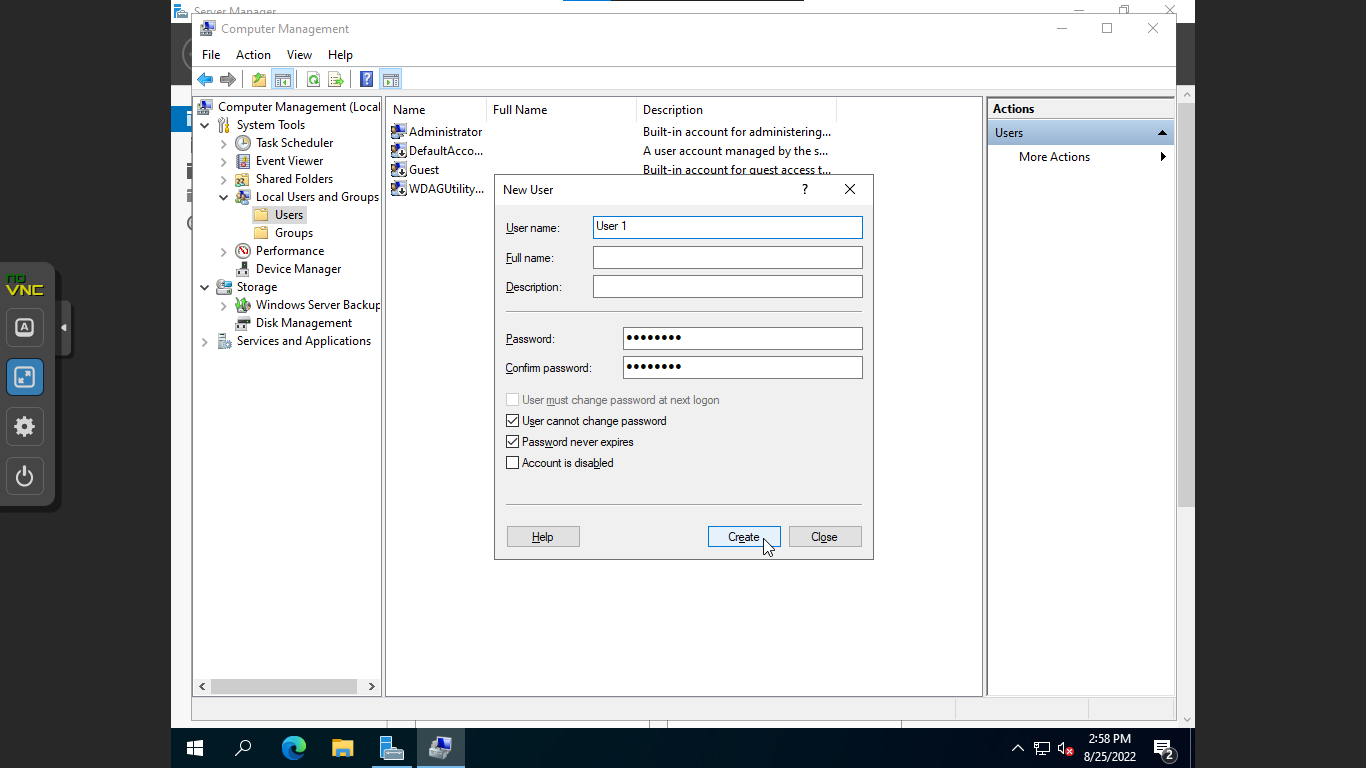 Server Manager
Computer Management
File Action View Help
Computer Management (Local
System Tools
Task Scheduler
Event Viewer
Shared Folders
Local Users and Groups
Users
Groups
Performance
Device Manager
Storage
Windows Server Backup
Disk Management
Services and Applications
Name Full Name Description
Administrator Built-in account for administering...
DefaultAcco... A user account managed by the s...
Guest Built-in account for guest access t...
WDAGUtility...
Actions
Users
More Actions
New User
User name: User 1
Full name:
Description:
Password: ••••••••
Confirm password: ••••••••
User must change password at next logon
User cannot change password
Password never expires
Account is disabled
Help Create Close
no
VNC
A
2:58 PM
8/25/2022
2